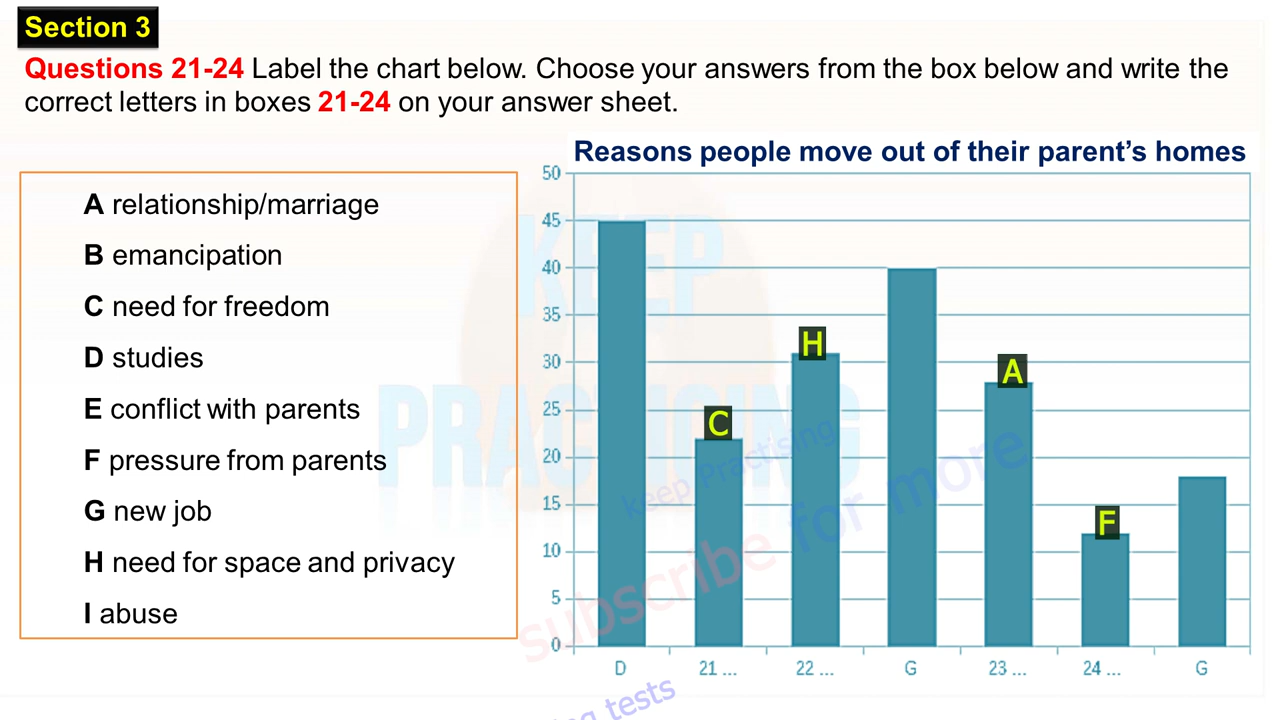 Section 3
Questions 21-24 Label the chart below. Choose your answers from the box below and write the
correct letters in boxes 21-24 on your answer sheet.
A relationship/marriage
B emancipation
C need for freedom
D studies
E conflict with parents
F pressure from parents
G new job
H need for space and privacy
I abuse
Reasons people move out of their parent's homes
50
45
40
35
30
25
20
15
10
5
0
C
H
A
F
D
21 ...
22 ...
G
23 ...
24 ...
G
KEEP
PRACTICING
keep Practising
subscribe for more
tests